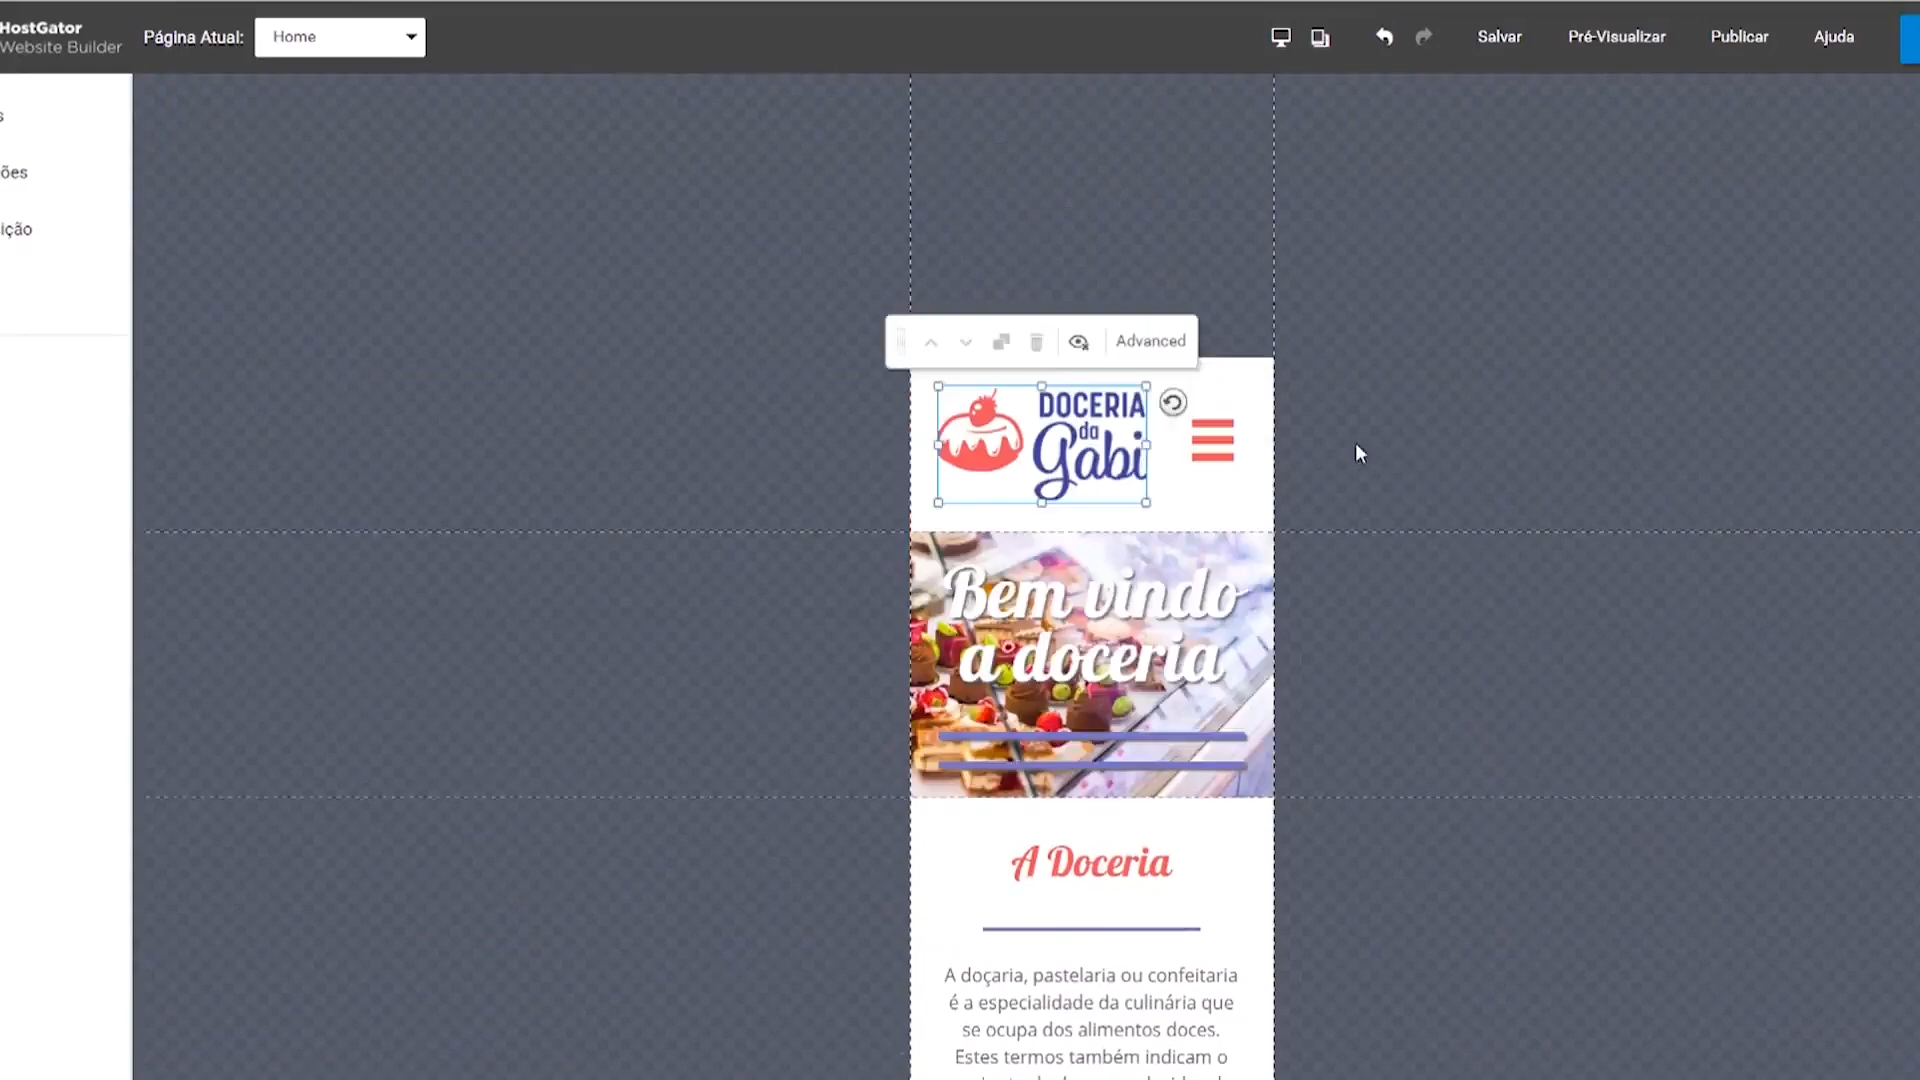 HostGator
Website Builder
Página Atual:
Home
Salvar
Pré-Visualizar
Publicar
Ajuda
s
ões
ição
Advanced
DOCERIA
da
Gabi
Bem vindo
a doceria
A Doceria
A doçaria, pastelaria ou confeitaria
é a especialidade da culinária que
se ocupa dos alimentos doces.
Estes termos também indicam o